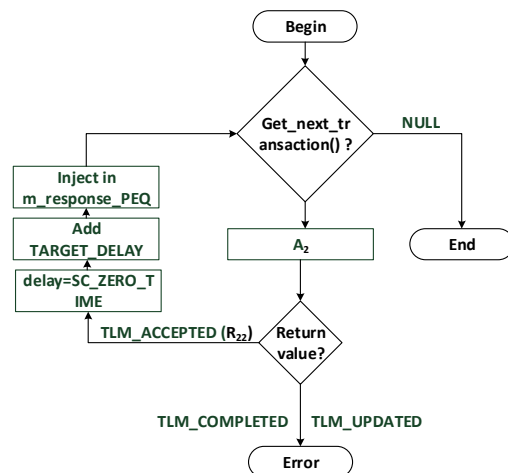 Begin
Get_next_tr
ansaction() ?
NULL
Inject in
m_response_PEQ
Add
TARGET_DELAY
A₂
End
delay=SC_ZERO_T
IME
TLM_ACCEPTED (R₂₂)
Return
value?
TLM_COMPLETED
TLM_UPDATED
Error